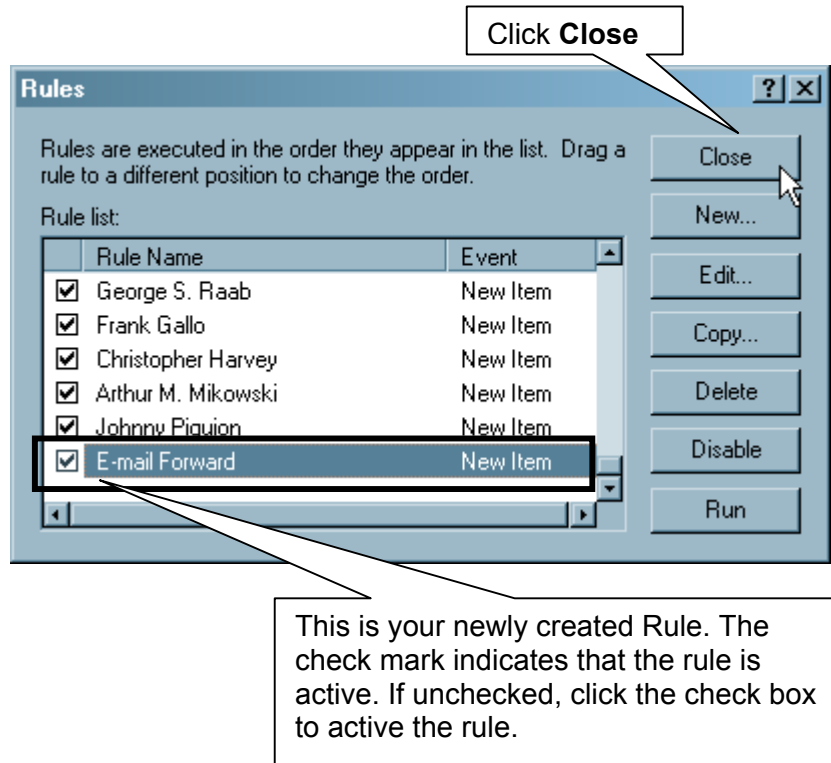 Click Close
Rules
Rules are executed in the order they appear in the list. Drag a
rule to a different position to change the order.
Rule list:
Rule Name Event
George S. Raab New Item
Frank Gallo New Item
Christopher Harvey New Item
Arthur M. Mikowski New Item
Johnny Piquion New Item
E-mail Forward New Item
Close
New...
Edit...
Copy...
Delete
Disable
Run
This is your newly created Rule. The
check mark indicates that the rule is
active. If unchecked, click the check box
to active the rule.